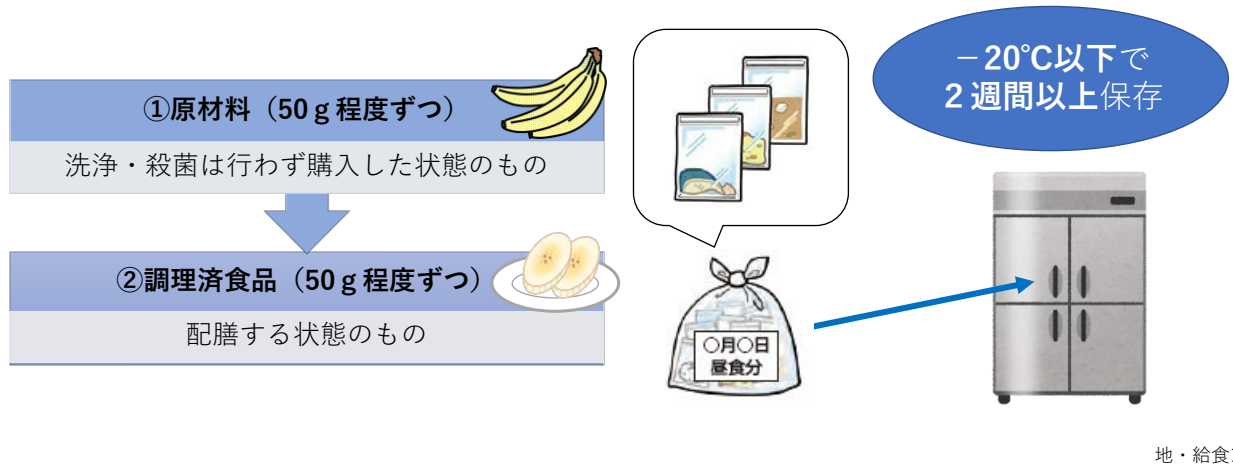 ①原材料（50ｇ程度ずつ）
洗浄・殺菌は行わず購入した状態のもの
②調理済食品（50ｇ程度ずつ）
配膳する状態のもの
○月○日
昼食分
－20℃以下で
２週間以上保存
地・給食